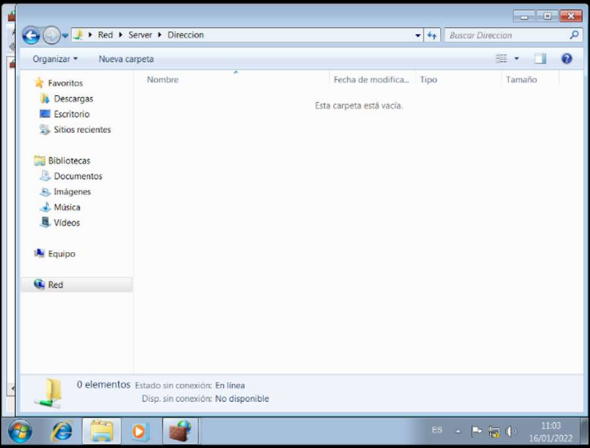 Red Server Direccion
Buscar Direccion
Organizar Nueva carpeta
Nombre Fecha de modifica... Tipo Tamaño
Esta carpeta está vacía.
Favoritos
Descargas
Escritorio
Sitios recientes
Bibliotecas
Documentos
Imágenes
Música
Vídeos
Equipo
Red
0 elementos Estado sin conexión: En línea
Disp. sin conexión: No disponible
ES
11:03
16/01/2022